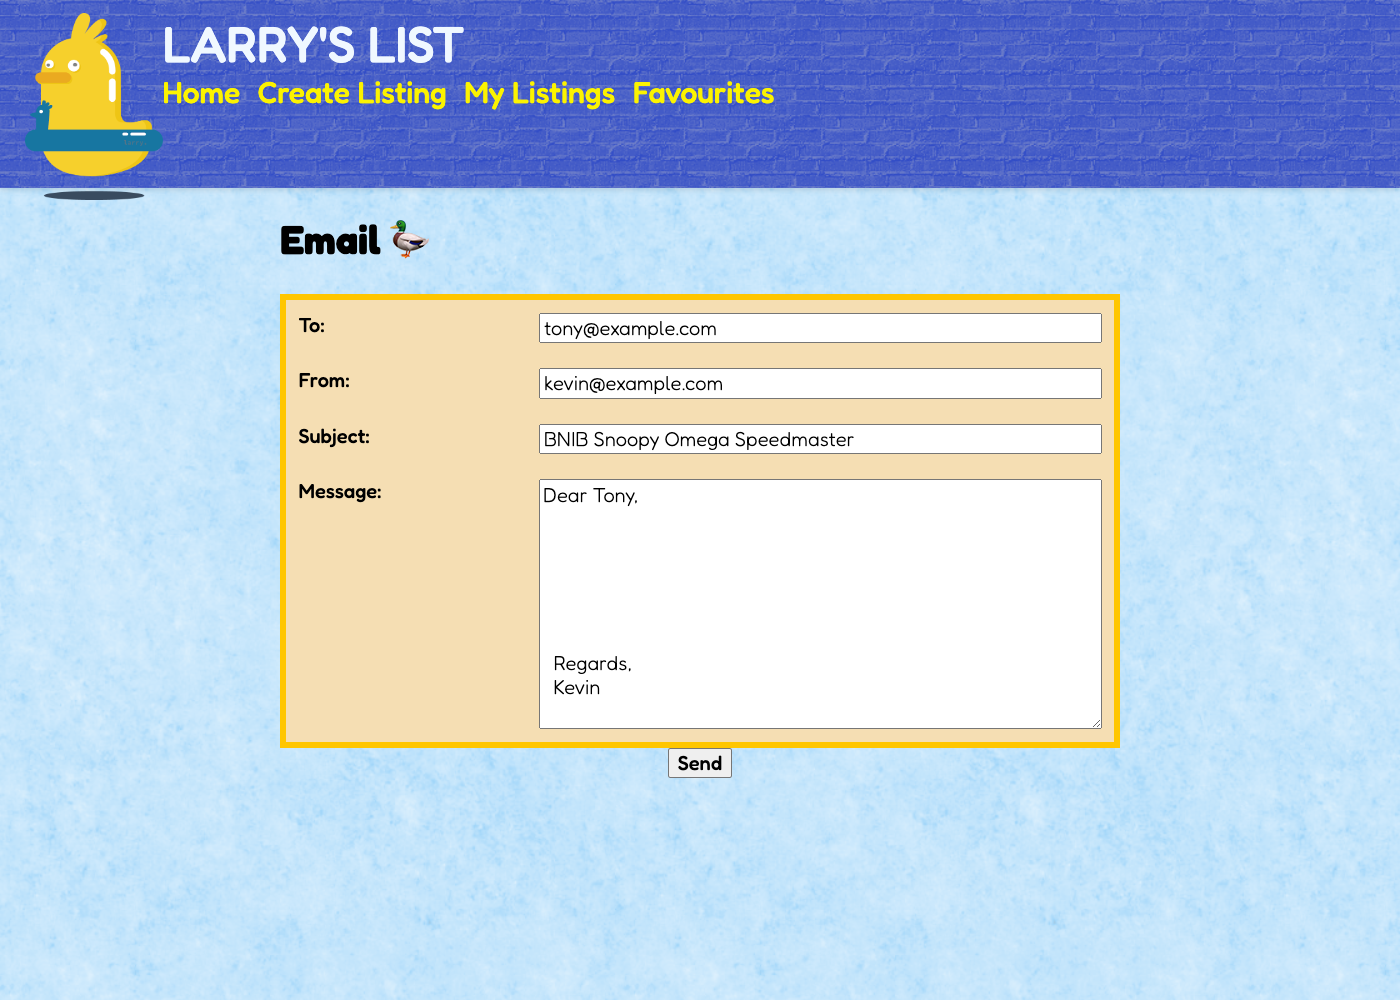 LARRY'S LIST
Home Create Listing My Listings Favourites
Email
To:
tony@example.com
From:
kevin@example.com
Subject:
BNIB Snoopy Omega Speedmaster
Message:
Dear Tony,
Regards,
Kevin
Send